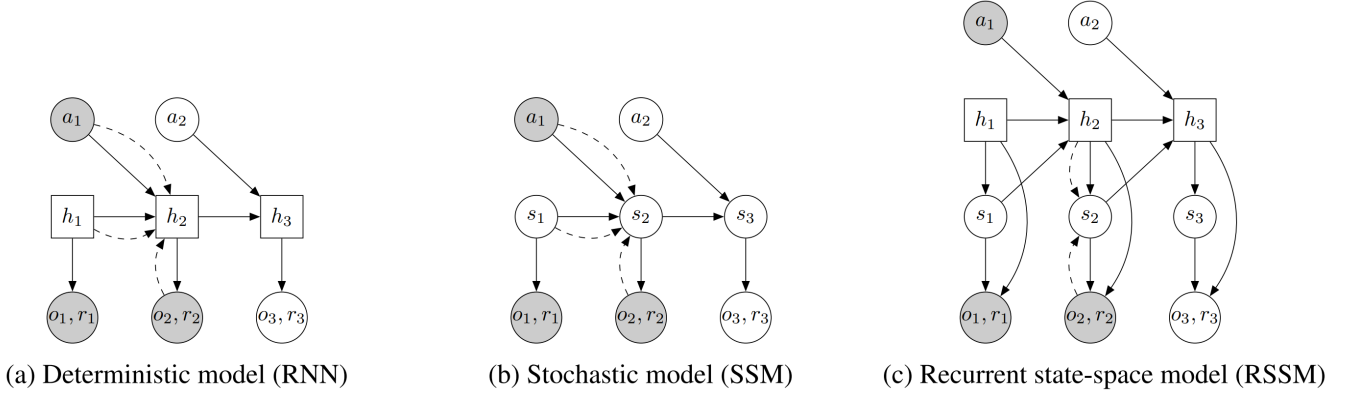 a₁ a₂
h₁ h₂ h₃
o₁, r₁ o₂, r₂ o₃, r₃
(a) Deterministic model (RNN)
a₁ a₂
s₁ s₂ s₃
o₁, r₁ o₂, r₂ o₃, r₃
(b) Stochastic model (SSM)
a₁ a₂
h₁ h₂ h₃
s₁ s₂ s₃
o₁, r₁ o₂, r₂ o₃, r₃
(c) Recurrent state-space model (RSSM)